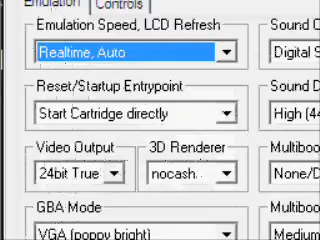 Emulation Controls
Emulation Speed, LCD Refresh
Realtime, Auto
Reset/Startup Entrypoint
Start Cartridge directly
Video Output
24bit True
3D Renderer
nocash.
GBA Mode
VGA (poppy bright)
Sound
Digital
Sound
High (44
Multiboo
None/D
Multiboo
Medium